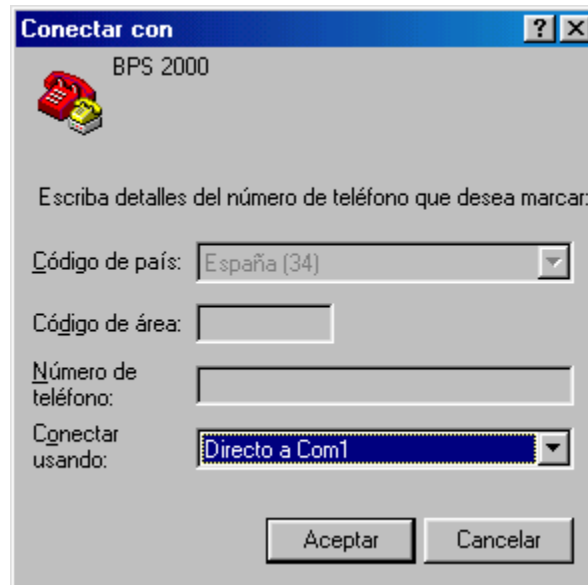 Conectar con
BPS 2000
Escriba detalles del número de teléfono que desea marcar:
Código de país:
España (34)
Código de área:
Número de
teléfono:
Conectar
usando:
Directo a Com1
Aceptar
Cancelar